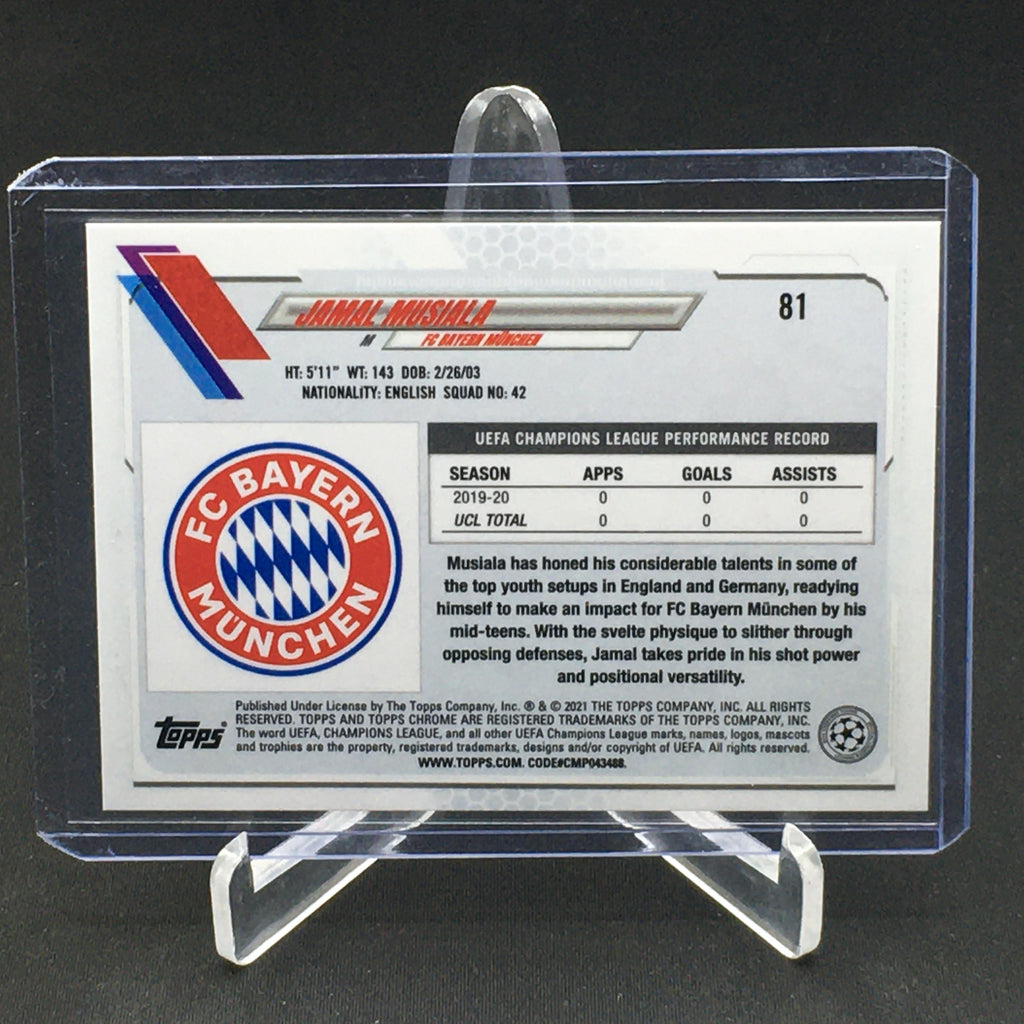 JAMAL MUSIALA
81
M FC BAYERN MÜNCHEN
HT: 5'11" WT: 143 DOB: 2/26/03
NATIONALITY: ENGLISH SQUAD NO: 42
FC BAYERN
MÜNCHEN
UEFA CHAMPIONS LEAGUE PERFORMANCE RECORD
SEASON APPS GOALS ASSISTS
2019-20 0 0 0
UCL TOTAL 0 0 0
Musiala has honed his considerable talents in some of
the top youth setups in England and Germany, readying
himself to make an impact for FC Bayern München by his
mid-teens. With the svelte physique to slither through
opposing defenses, Jamal takes pride in his shot power
and positional versatility.
Topps®
Published Under License by The Topps Company, Inc. ® & © 2021 THE TOPPS COMPANY, INC. ALL RIGHTS
RESERVED. TOPPS AND TOPPS CHROME ARE REGISTERED TRADEMARKS OF THE TOPPS COMPANY, INC.
The word UEFA, CHAMPIONS LEAGUE, and all other UEFA Champions League marks, names, logos, mascots
and trophies are the property, registered trademarks, designs and/or copyright of UEFA. All rights reserved.
WWW.TOPPS.COM. CODE#CMP043488.